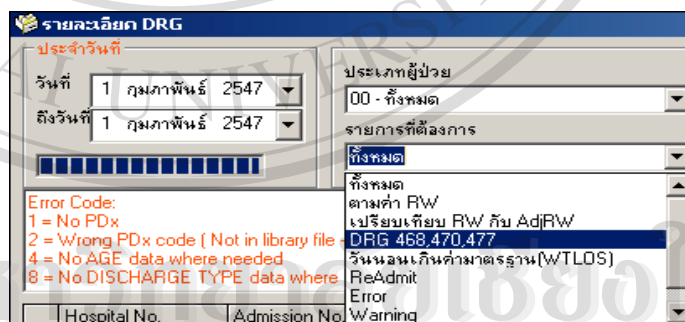 รายละเอียด DRG
ประจำวันที่
วันที่ 1 กุมภาพันธ์ 2547
ถึงวันที่ 1 กุมภาพันธ์ 2547
ประเภทผู้ป่วย
00 - ทั้งหมด
รายการที่ต้องการ
ทั้งหมด
ทั้งหมด
ตามค่า RW
เปรียบเทียบ RW กับ AdjRW
DRG 468,470,477
วันนอนเกินค่ามาตรฐาน(WTLOS)
ReAdmit
Error
Warning
Error Code:
1 = No PDx
2 = Wrong PDx code ( Not in library file -
4 = No AGE data where needed
8 = No DISCHARGE TYPE data where
Hospital No. Admission No.